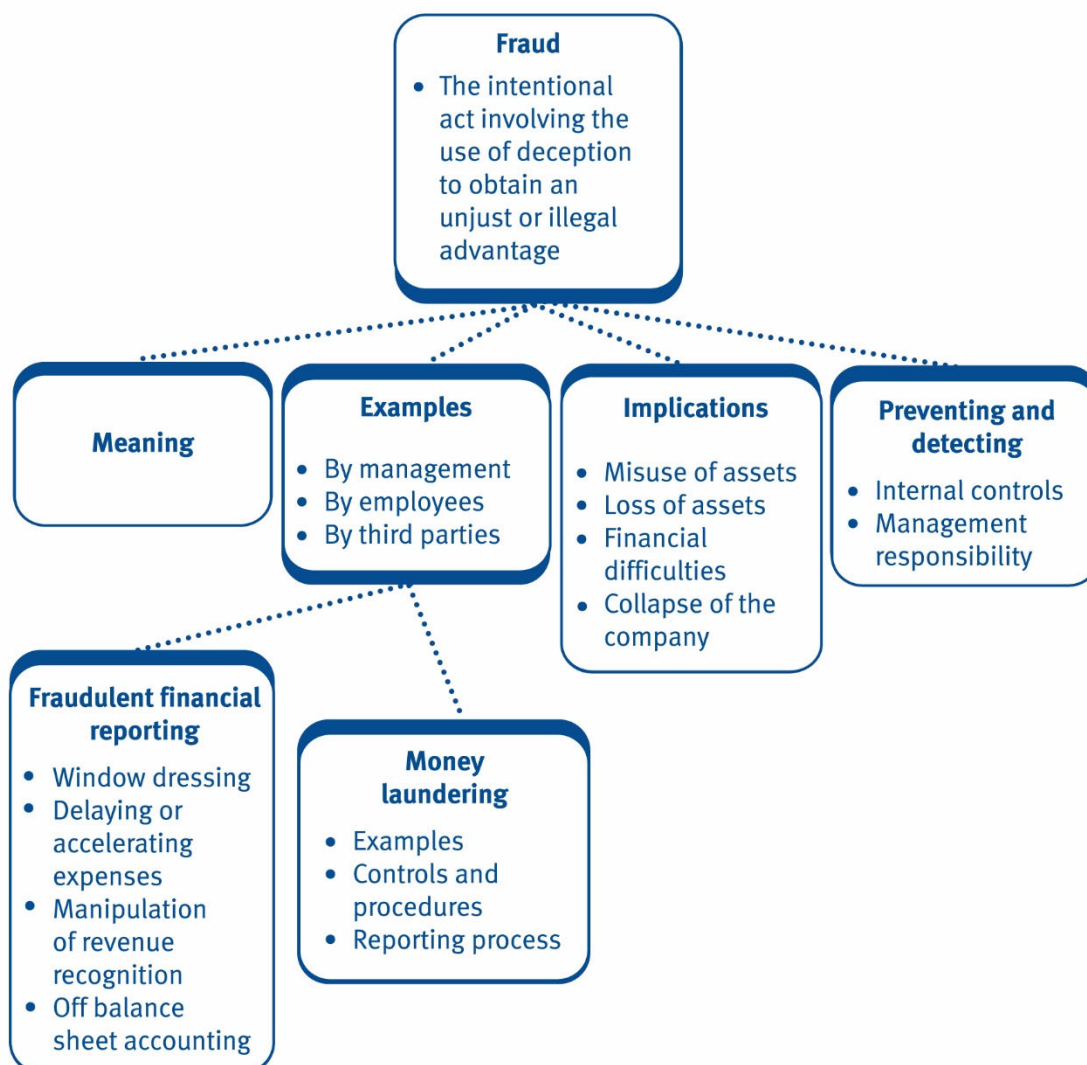 Fraud
• The intentional
act involving the
use of deception
to obtain an
unjust or illegal
advantage
Meaning
Examples
• By management
• By employees
• By third parties
Implications
• Misuse of assets
• Loss of assets
• Financial
difficulties
• Collapse of the
company
Preventing and
detecting
• Internal controls
• Management
responsibility
Fraudulent financial
reporting
• Window dressing
• Delaying or
accelerating
expenses
• Manipulation
of revenue
recognition
• Off balance
sheet accounting
Money
laundering
• Examples
• Controls and
procedures
• Reporting process